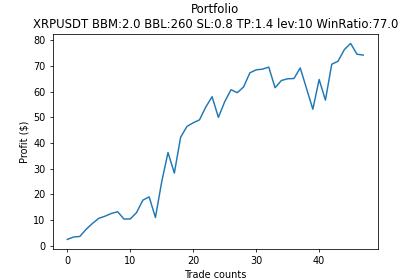 Portfolio
XRPUSDT BBM:2.0 BBL:260 SL:0.8 TP:1.4 lev:10 WinRatio:77.0
80
70
60
50
40
30
20
10
0
Profit ($)
0 10 20 30 40
Trade counts